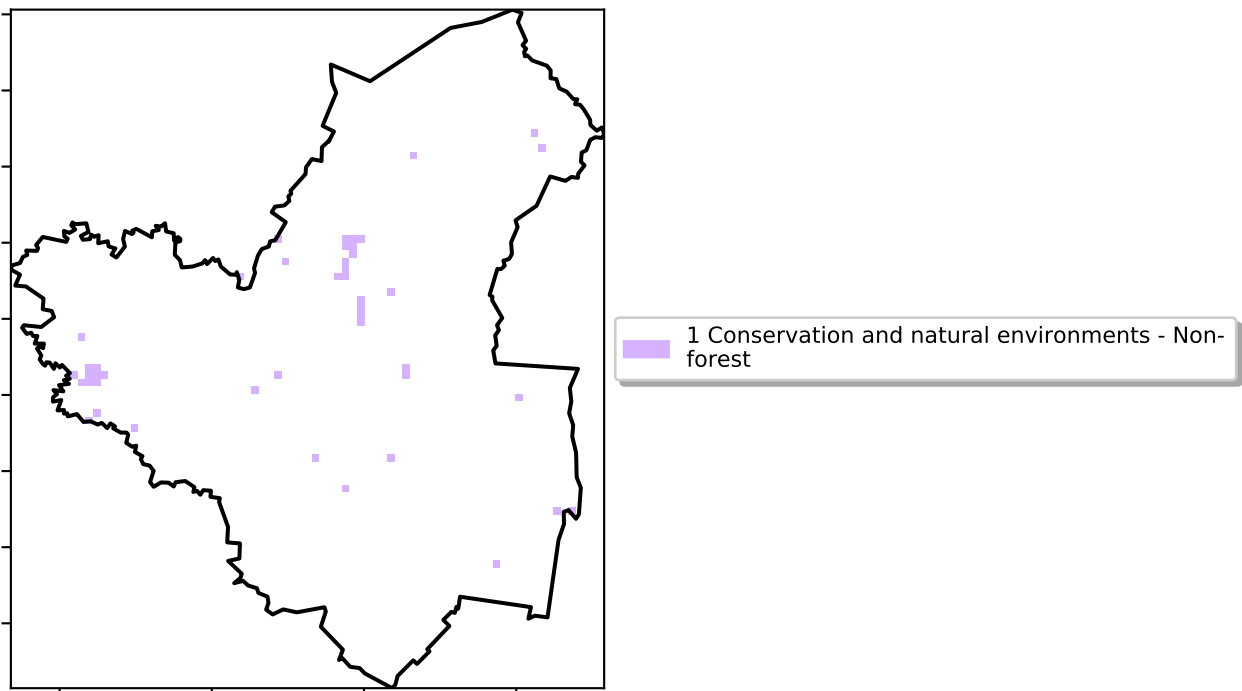 1 Conservation and natural environments - Non-
forest